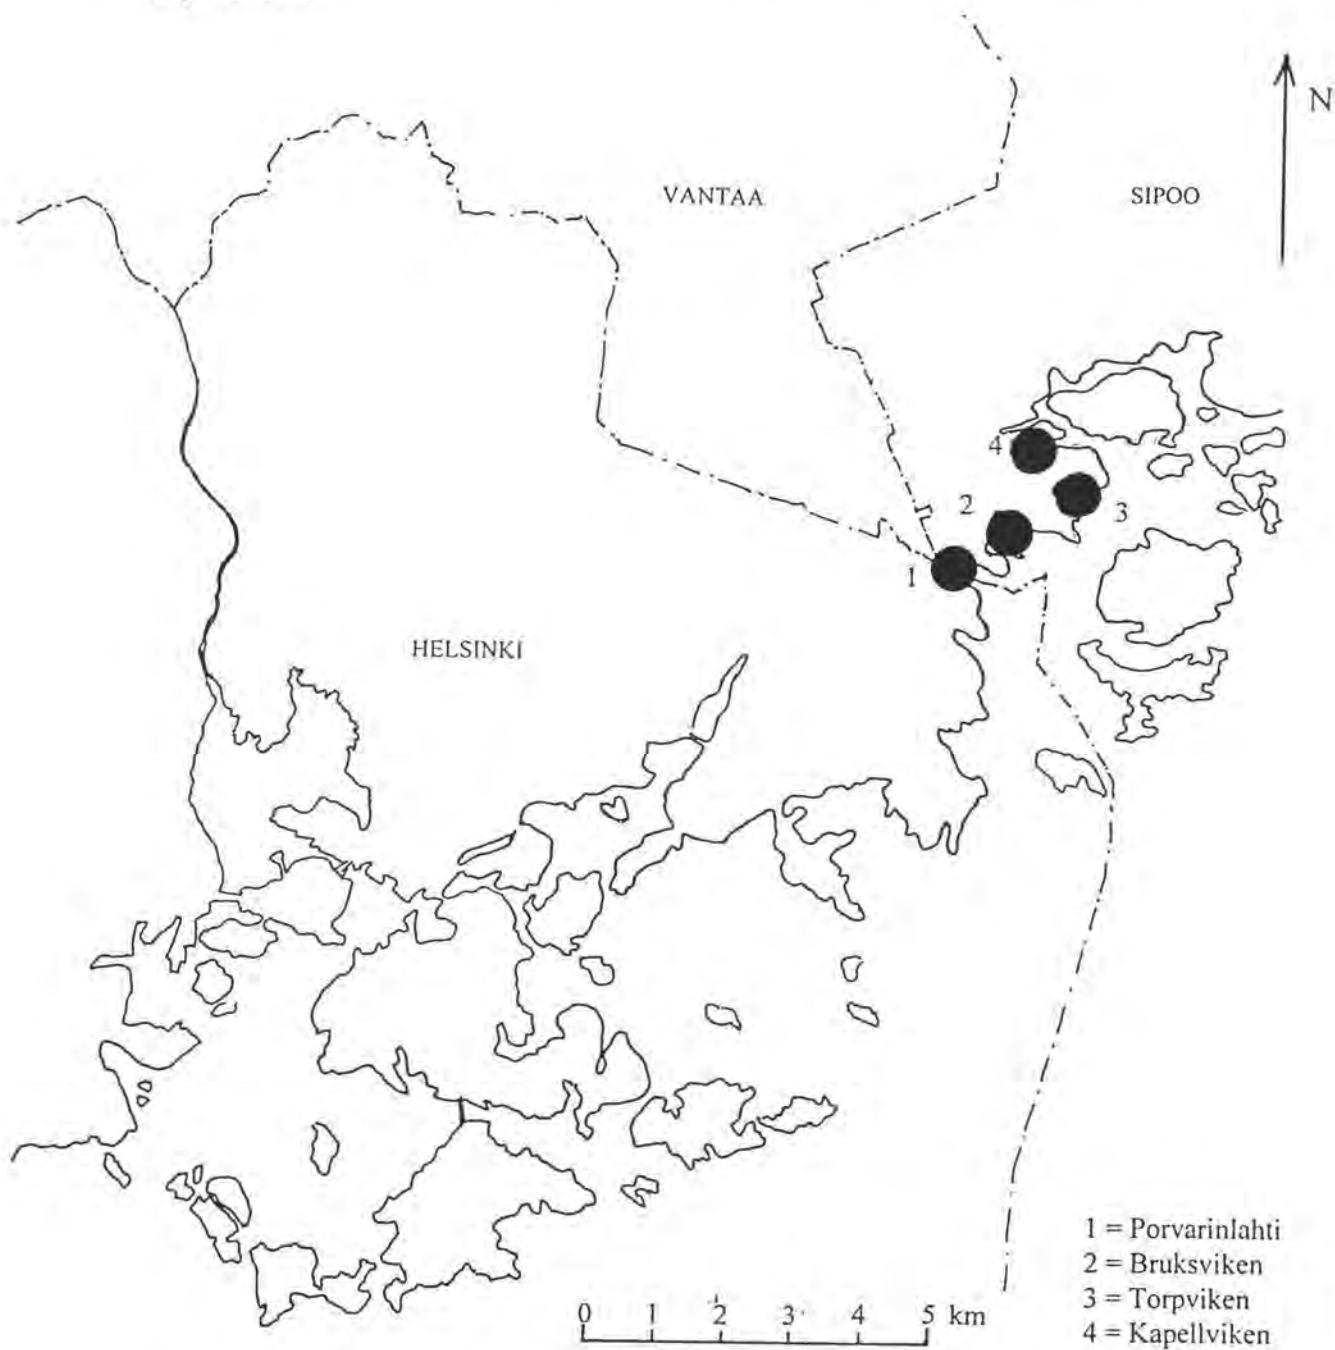 N
VANTAA
SIPOO
4
2
3
1
HELSINKI
1 = Porvarinlahti
2 = Bruksviken
3 = Torpviken
4 = Kapellviken
0 1 2 3 4 5 km